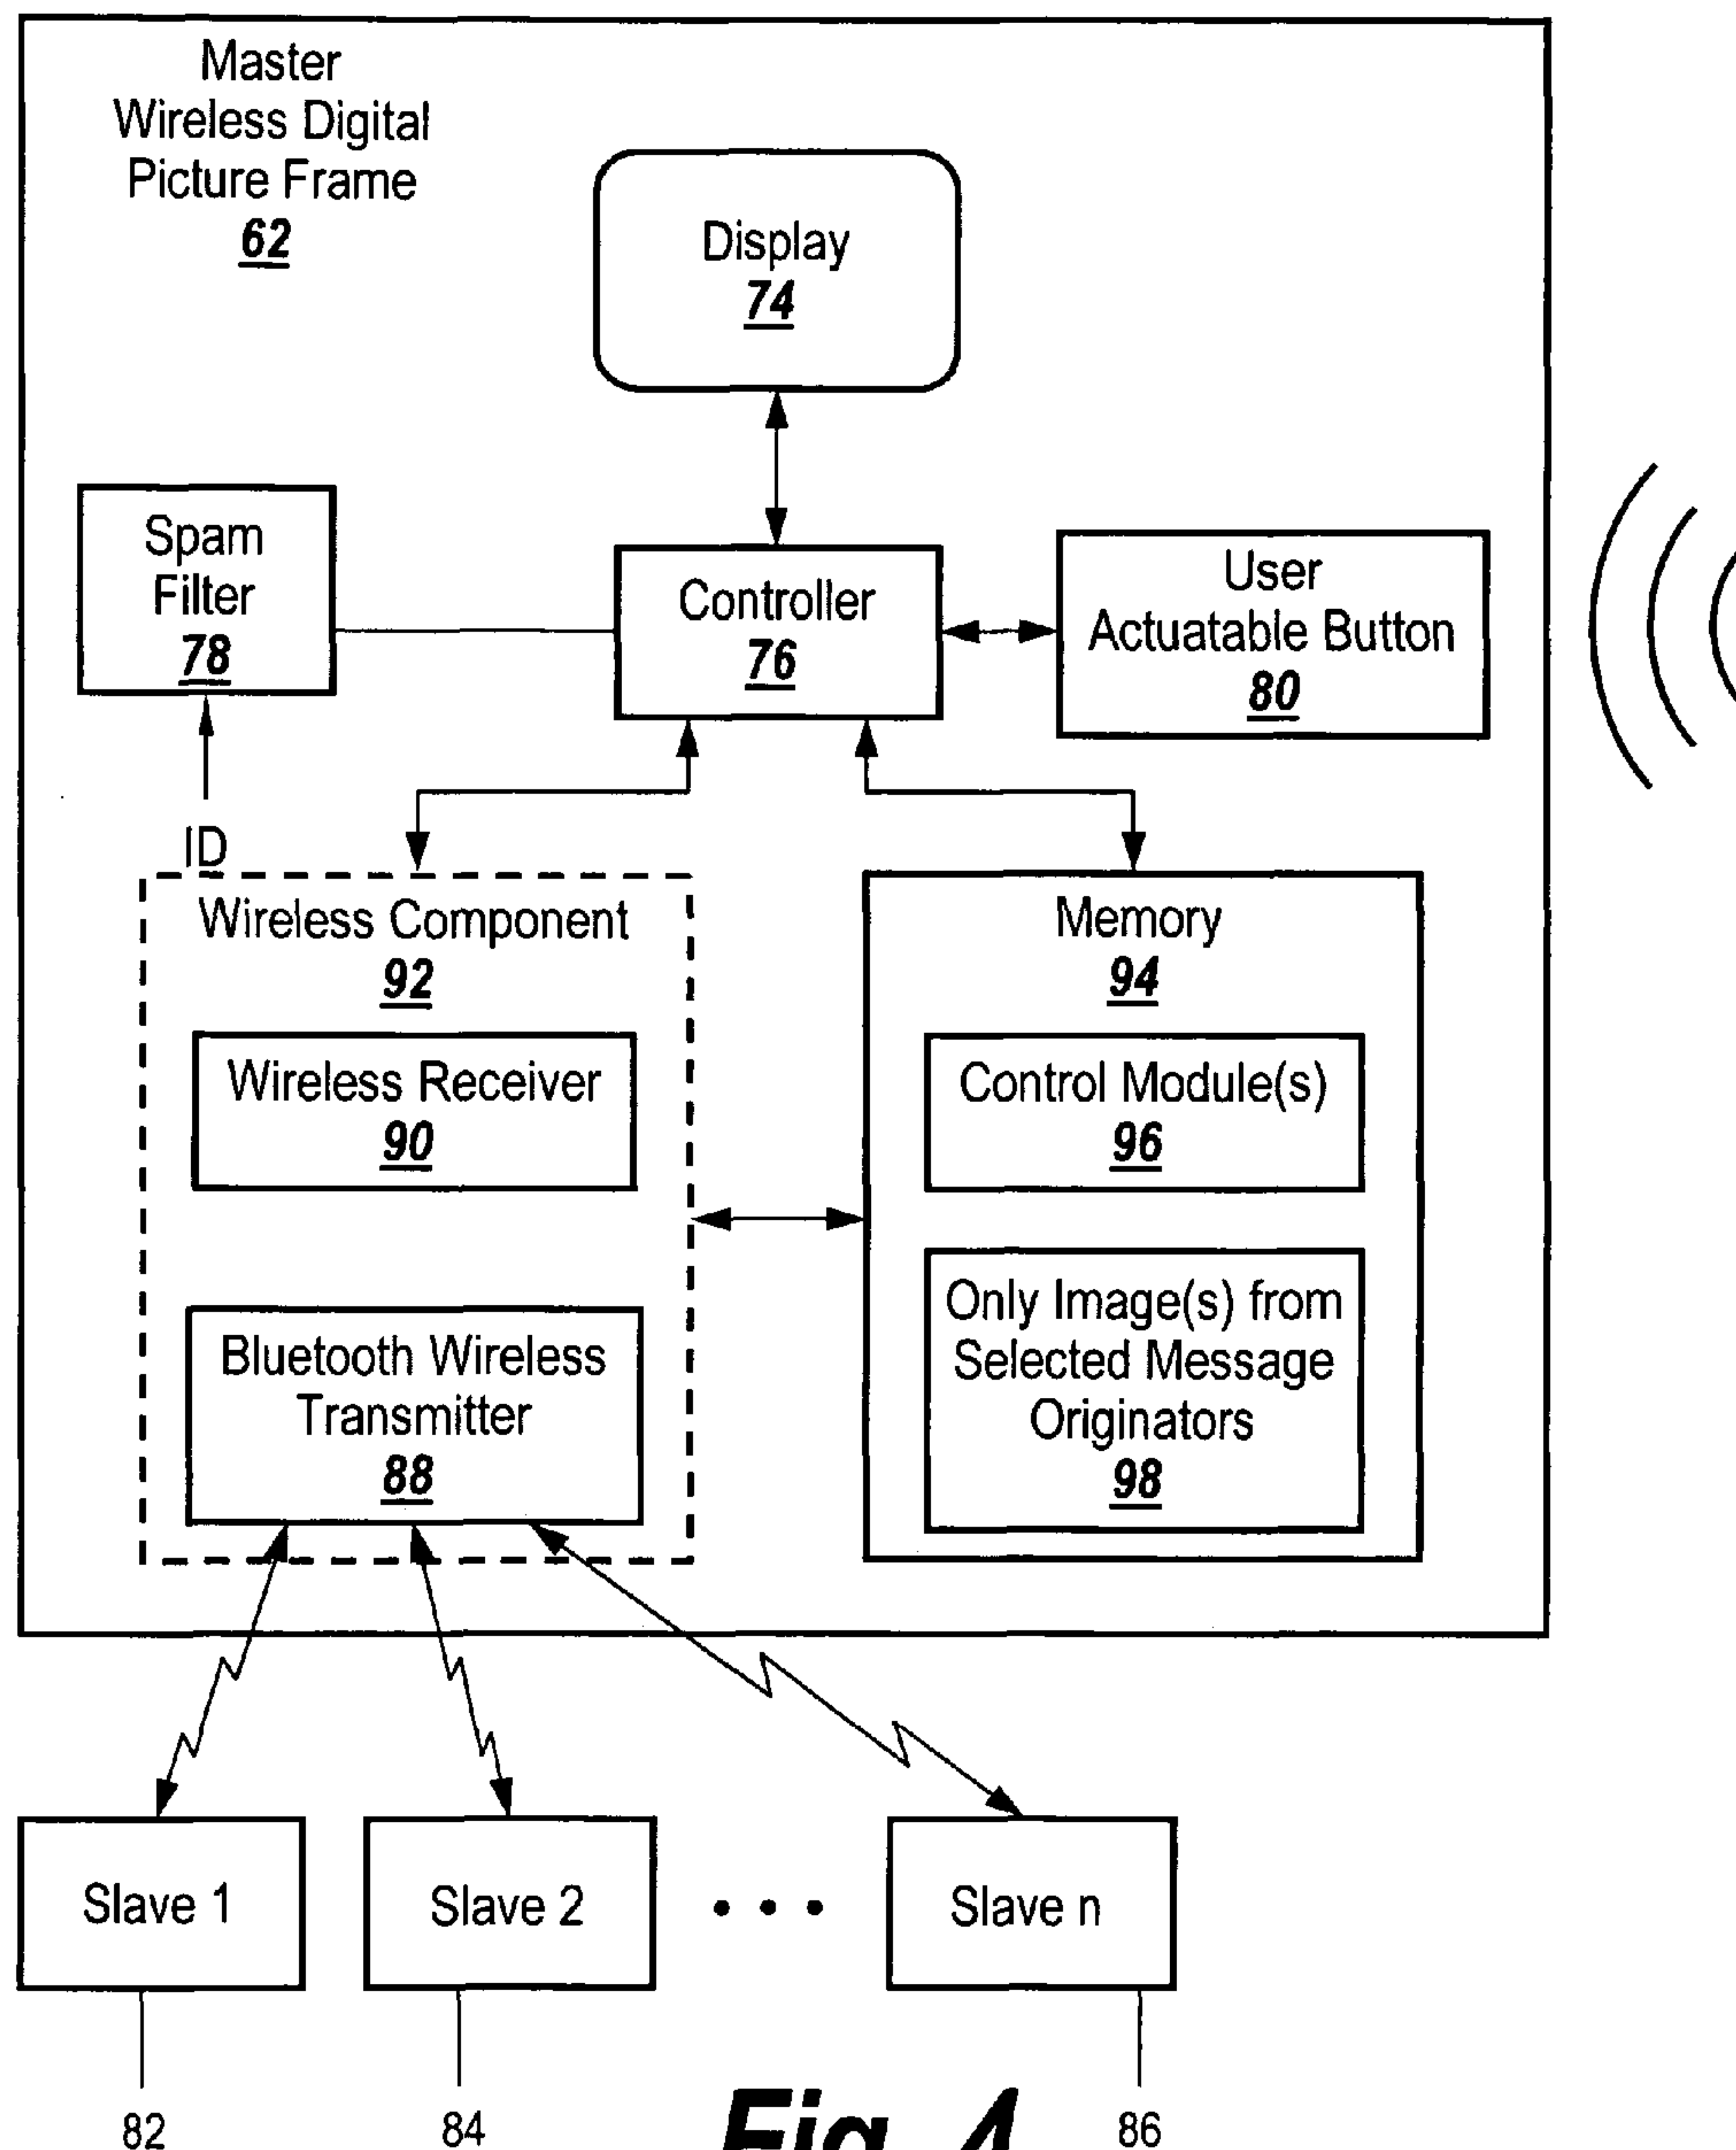 Master
Wireless Digital
Picture Frame
62
Display
74
Spam
Filter
78
Controller
76
User
Actuatable Button
80
ID
Wireless Component
92
Wireless Receiver
90
Bluetooth Wireless
Transmitter
88
Memory
94
Control Module(s)
96
Only Image(s) from
Selected Message
Originators
98
Slave 1
Slave 2
• • •
Slave n
82
84
86
Fig. 4